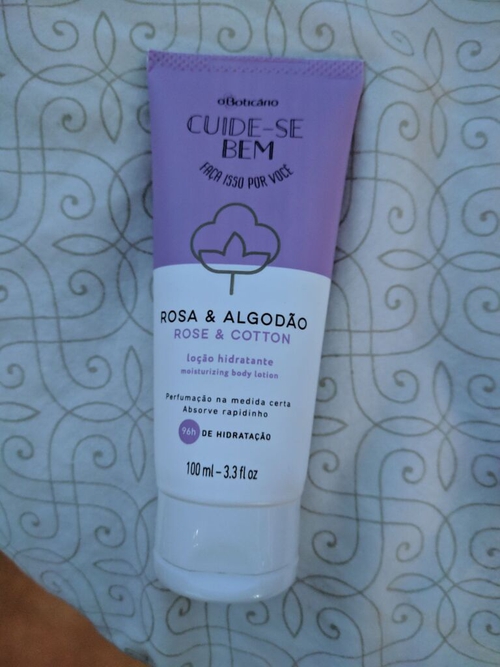 oBoticário
CUIDE-SE
BEM
FAÇA ISSO POR VOCÊ
ROSA & ALGODÃO
ROSE & COTTON
loção hidratante
moisturizing body lotion
Perfumação na medida certa
Absorve rapidinho
96h DE HIDRATAÇÃO
100 ml – 3.3 fl oz